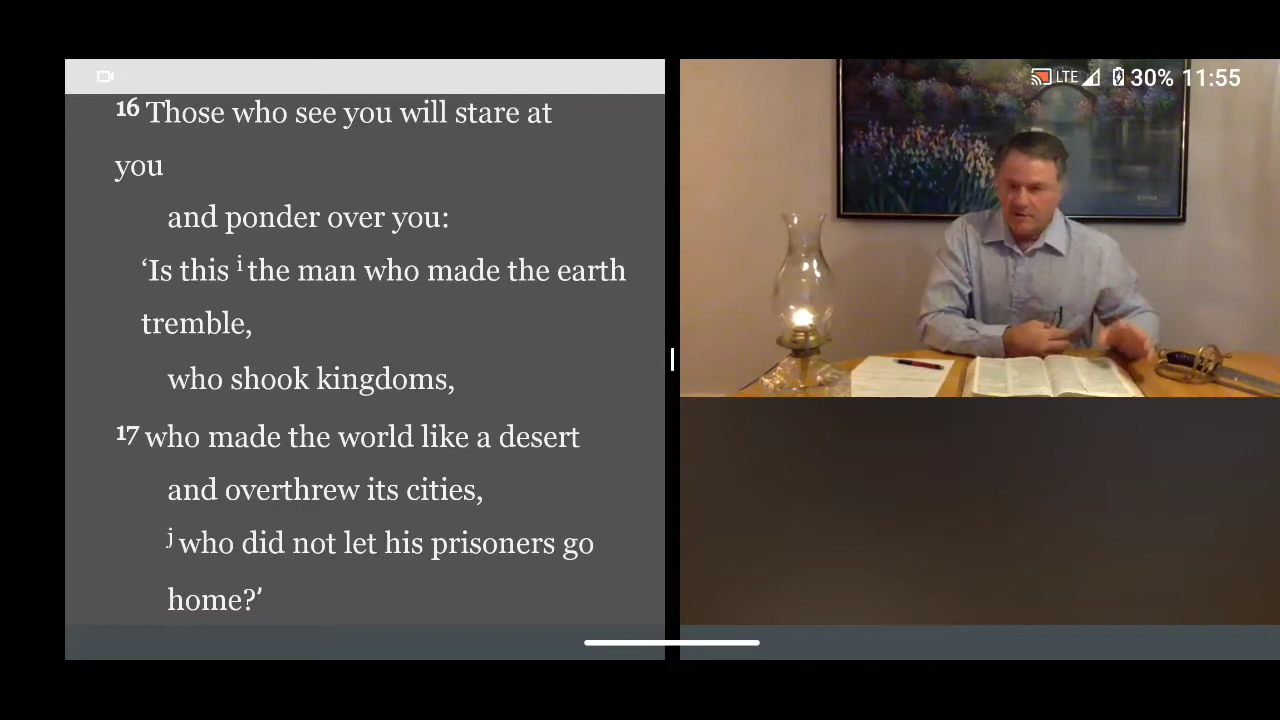 16 Those who see you will stare at
you
and ponder over you:
‘Is this i the man who made the earth
tremble,
who shook kingdoms,
17 who made the world like a desert
and overthrew its cities,
j who did not let his prisoners go
home?’
LTE 30% 11:55